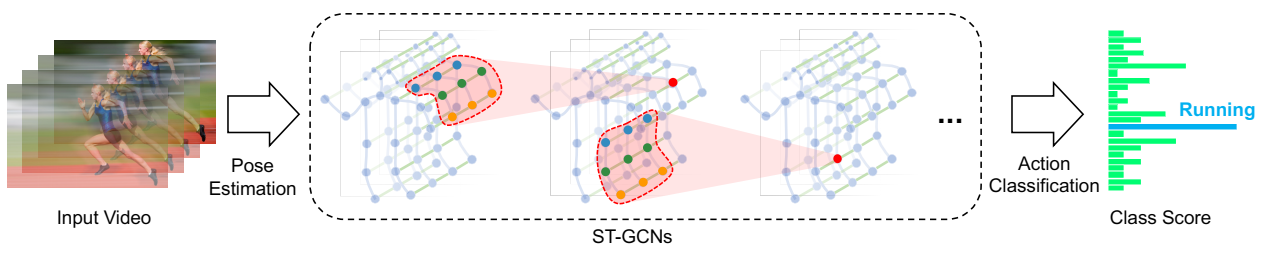 Input Video
Pose
Estimation
ST-GCNs
...
Action
Classification
Running
Class Score